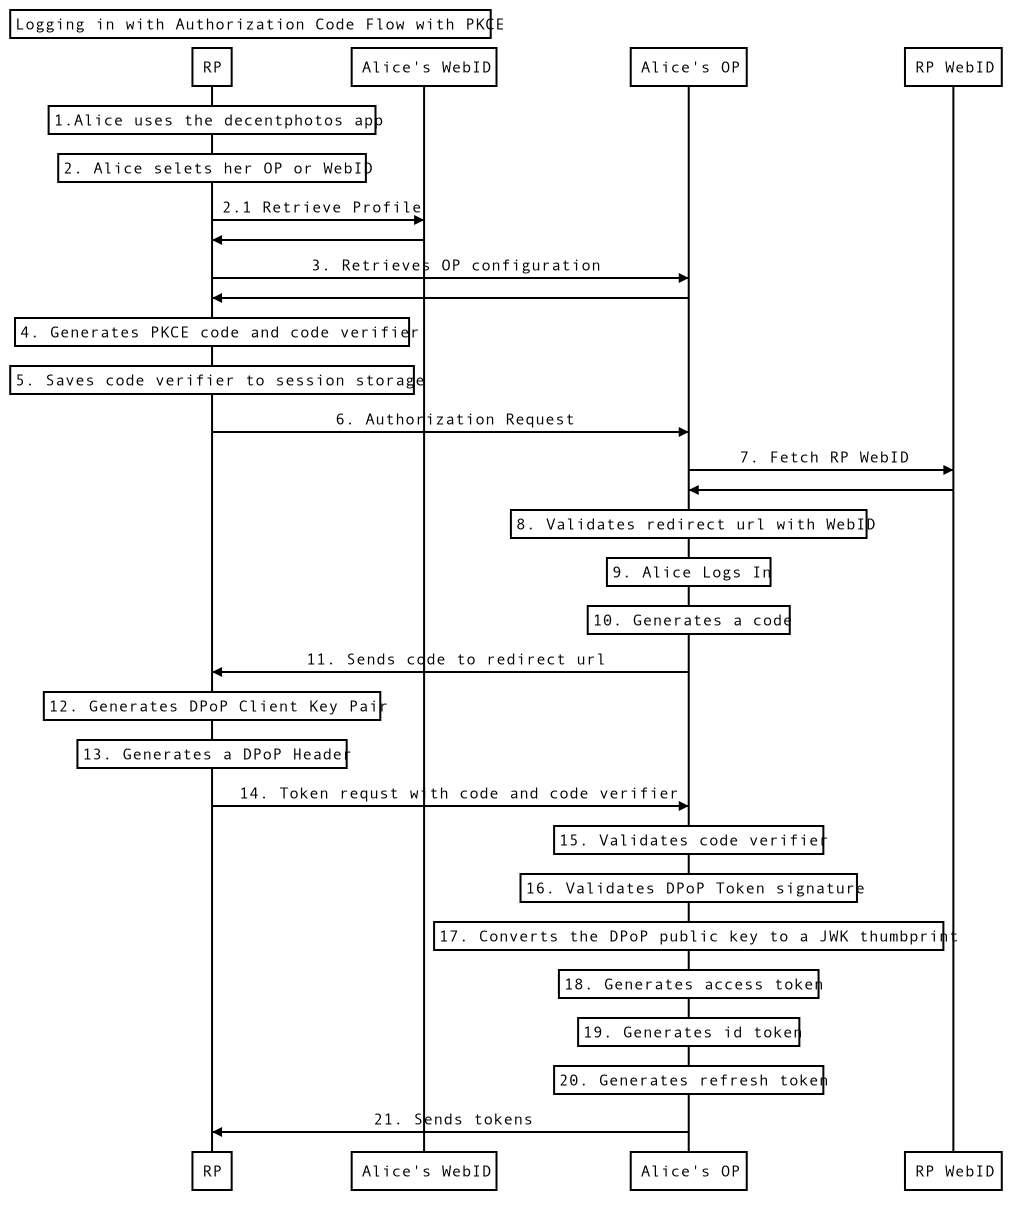 Logging in with Authorization Code Flow with PKCE
RP
Alice's WebID
Alice's OP
RP WebID
1.Alice uses the decentphotos app
2. Alice selets her OP or WebID
2.1 Retrieve Profile
3. Retrieves OP configuration
4. Generates PKCE code and code verifier
5. Saves code verifier to session storage
6. Authorization Request
7. Fetch RP WebID
8. Validates redirect url with WebID
9. Alice Logs In
10. Generates a code
11. Sends code to redirect url
12. Generates DPoP Client Key Pair
13. Generates a DPoP Header
14. Token requst with code and code verifier
15. Validates code verifier
16. Validates DPoP Token signature
17. Converts the DPoP public key to a JWK thumbprint
18. Generates access token
19. Generates id token
20. Generates refresh token
21. Sends tokens
RP
Alice's WebID
Alice's OP
RP WebID